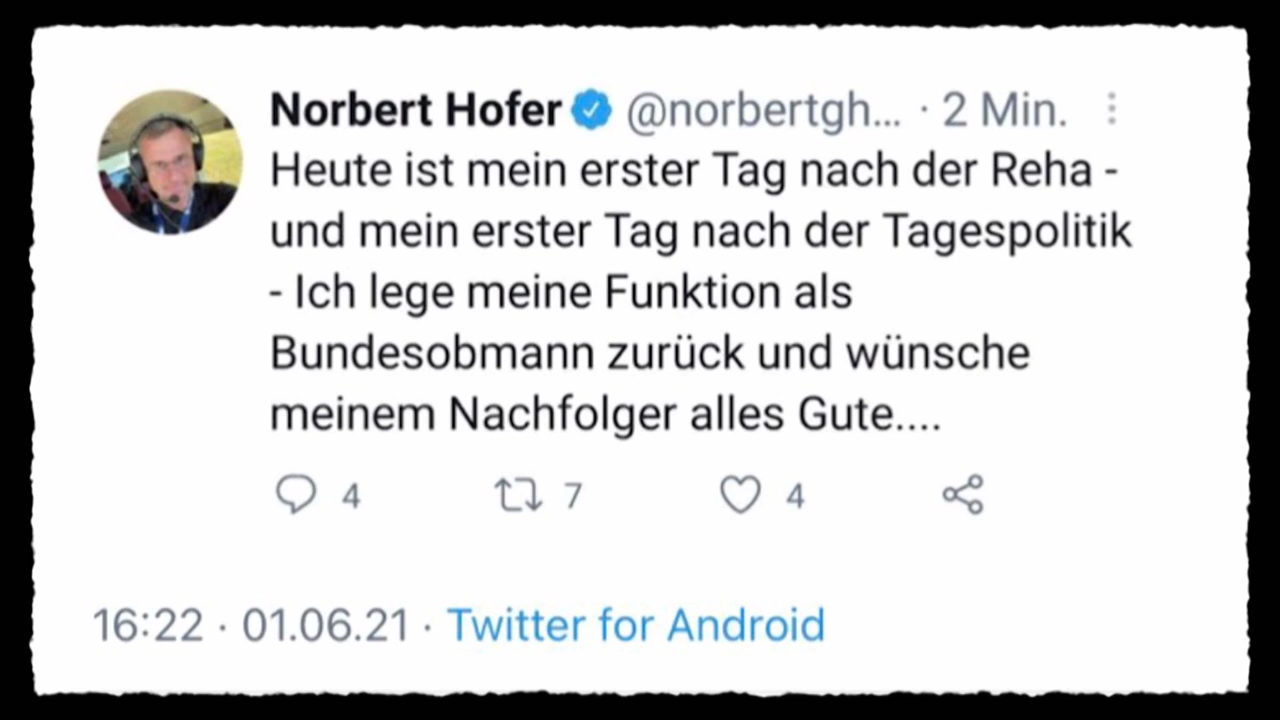 Norbert Hofer @norbertgh... · 2 Min.
Heute ist mein erster Tag nach der Reha -
und mein erster Tag nach der Tagespolitik
- Ich lege meine Funktion als
Bundesobmann zurück und wünsche
meinem Nachfolger alles Gute....
4 7 4
16:22 · 01.06.21 · Twitter for Android